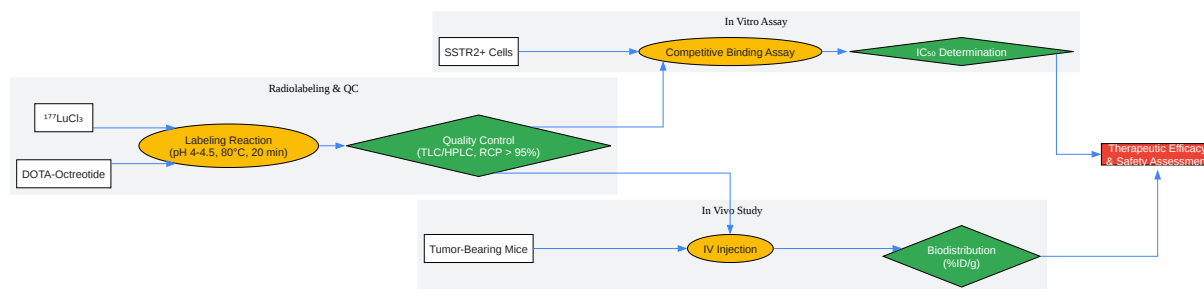 In Vitro Assay
SSTR2+ Cells
Competitive Binding Assay
IC₅₀ Determination
Radiolabeling & QC
¹⁷⁷LuCl₃
DOTA-Octreotide
Labeling Reaction
(pH 4-4.5, 80°C, 20 min)
Quality Control
(TLC/HPLC, RCP > 95%)
Therapeutic Efficacy
& Safety Assessment
In Vivo Study
Tumor-Bearing Mice
IV Injection
Biodistribution
(%ID/g)